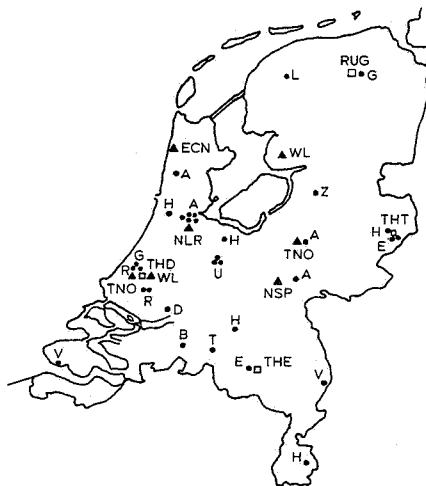 RUG
L
G
ECN
WL
A
Z
H A
THT
H
NLR H A
E
G TNO
R THD U
WL A
TNO R NSP
D
H
B T
V E THE
V
H